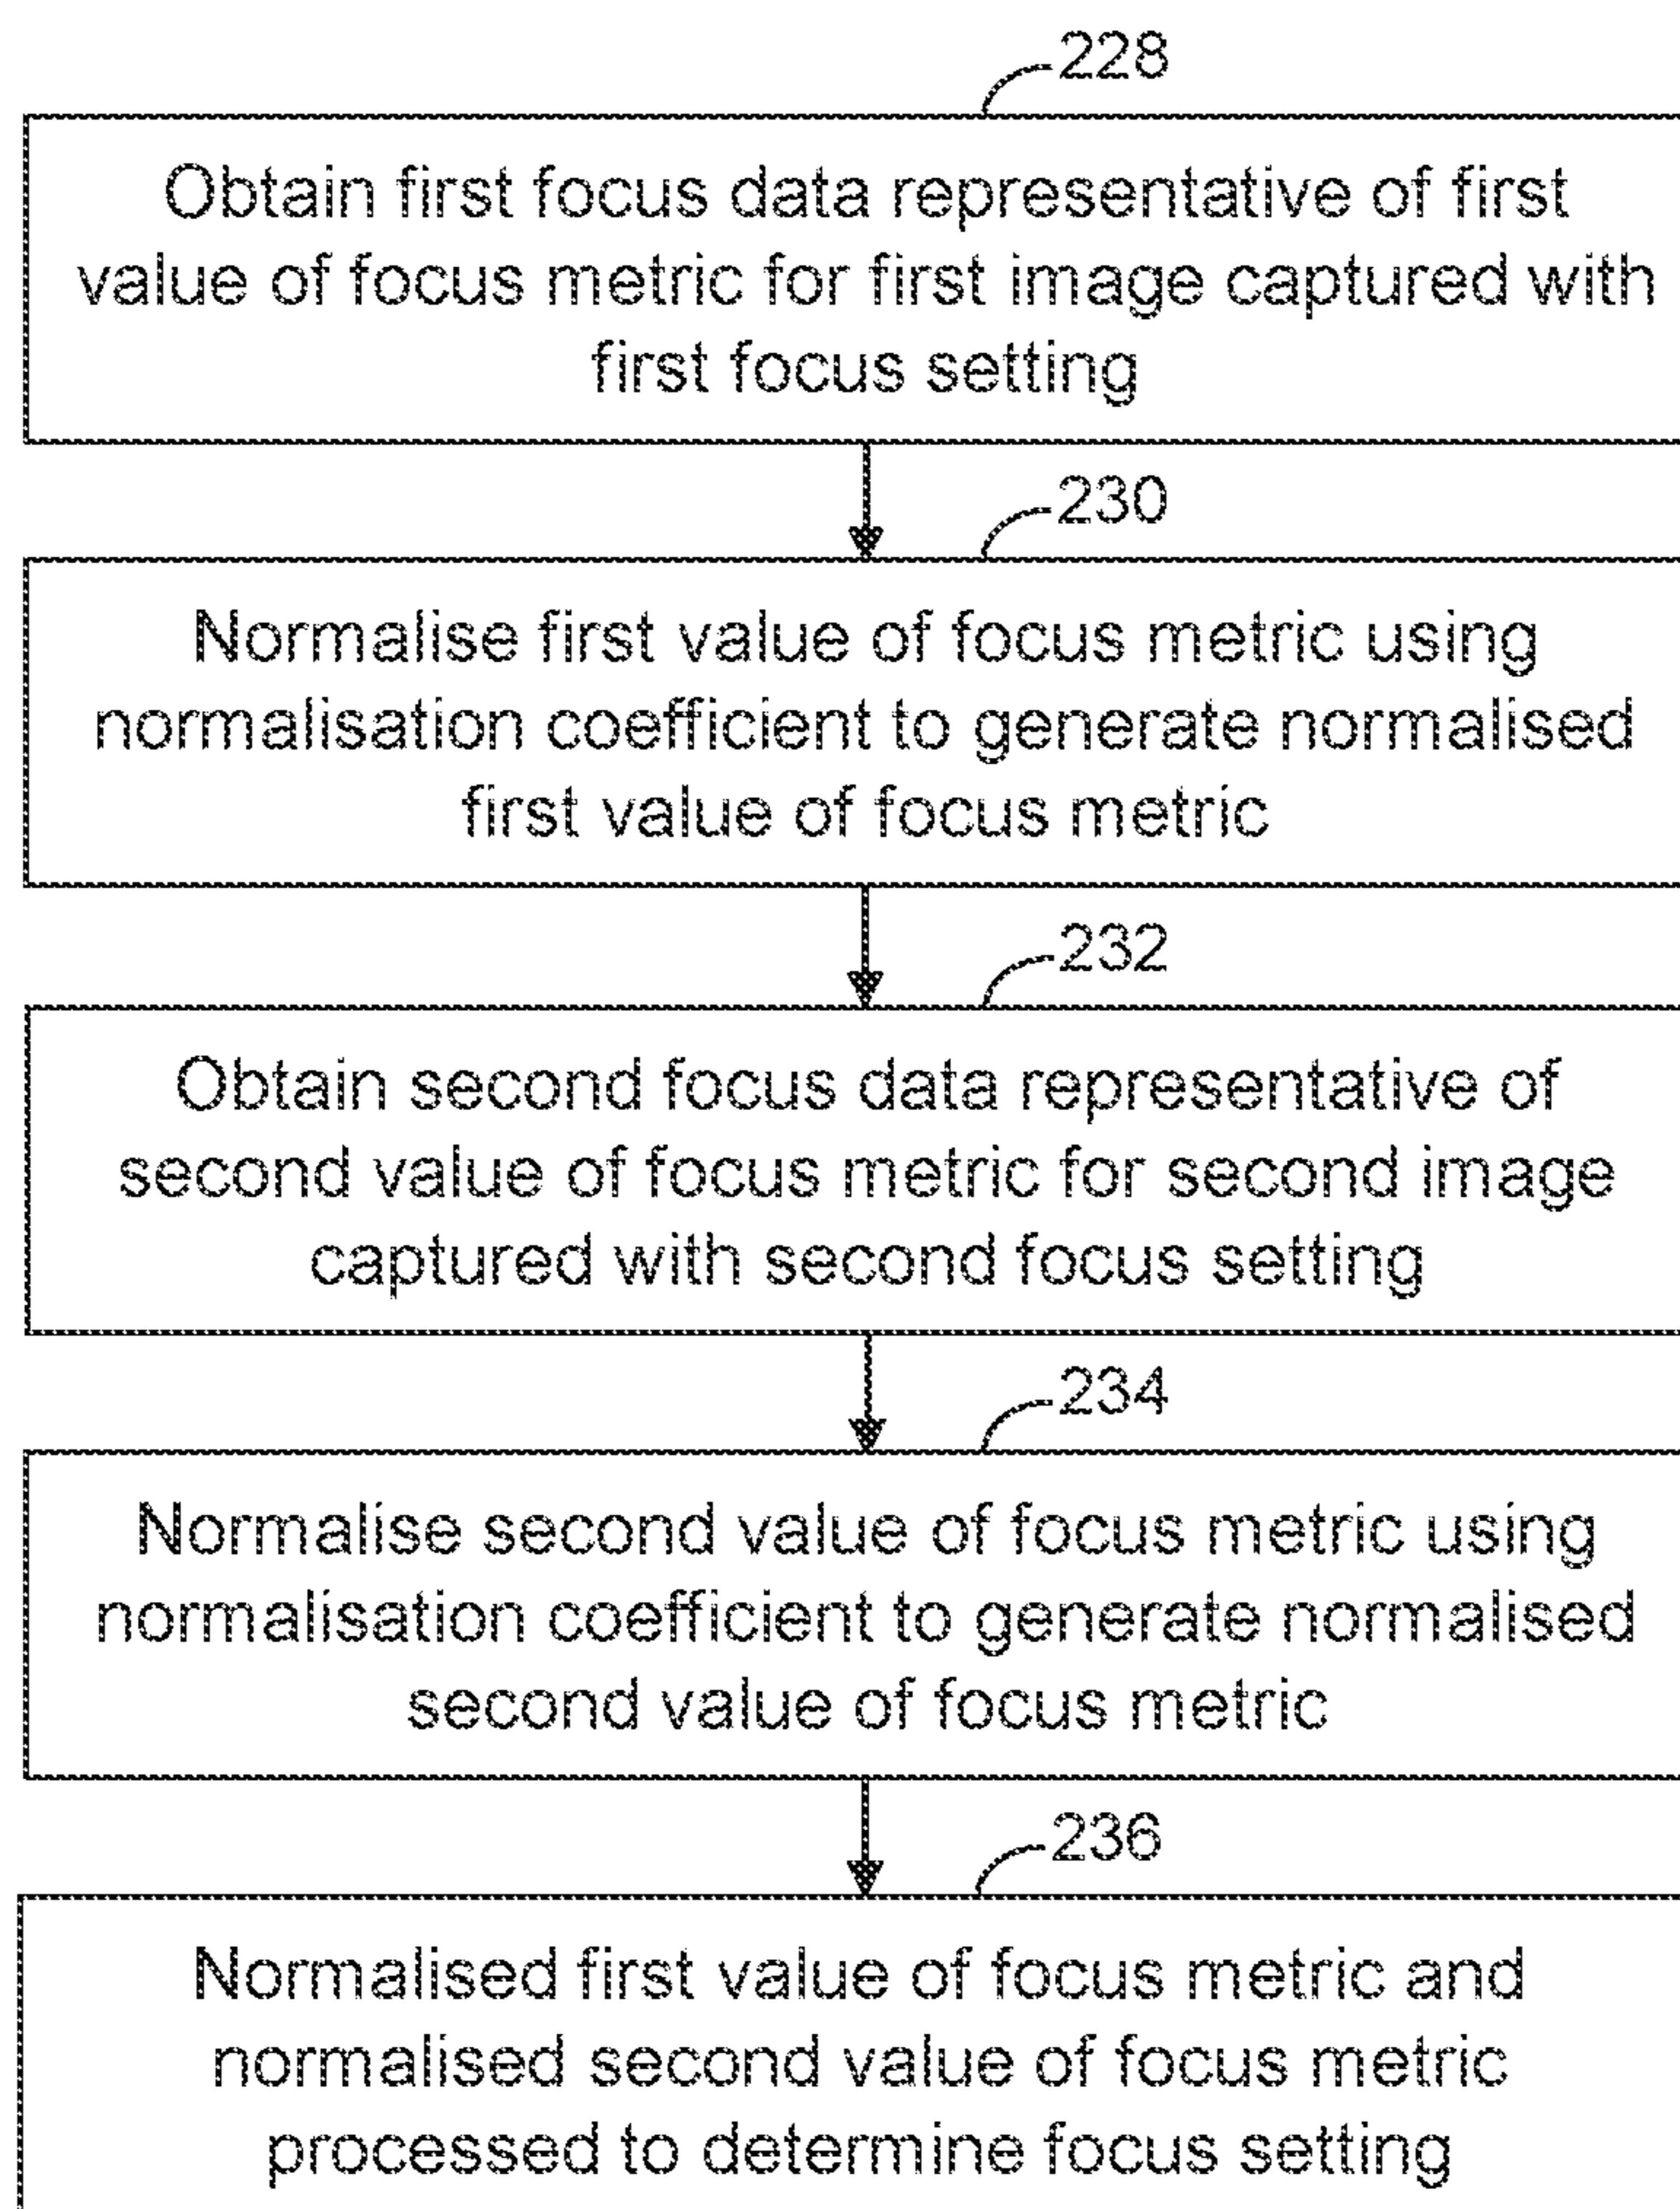 228
Obtain first focus data representative of first
value of focus metric for first image captured with
first focus setting
230
Normalise first value of focus metric using
normalisation coefficient to generate normalised
first value of focus metric
232
Obtain second focus data representative of
second value of focus metric for second image
captured with second focus setting
234
Normalise second value of focus metric using
normalisation coefficient to generate normalised
second value of focus metric
236
Normalised first value of focus metric and
normalised second value of focus metric
processed to determine focus setting